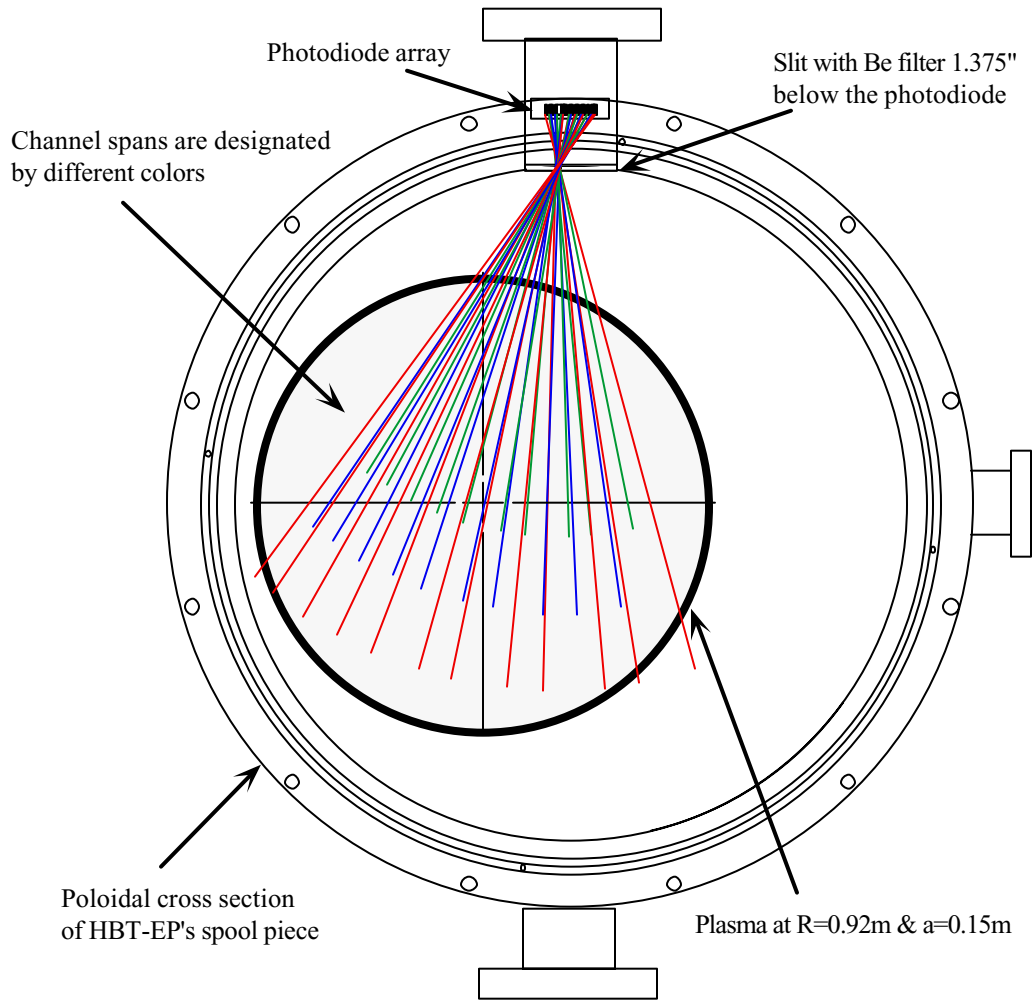 Photodiode array
Slit with Be filter 1.375"
below the photodiode
Channel spans are designated
by different colors
Poloidal cross section
of HBT-EP's spool piece
Plasma at R=0.92m & a=0.15m